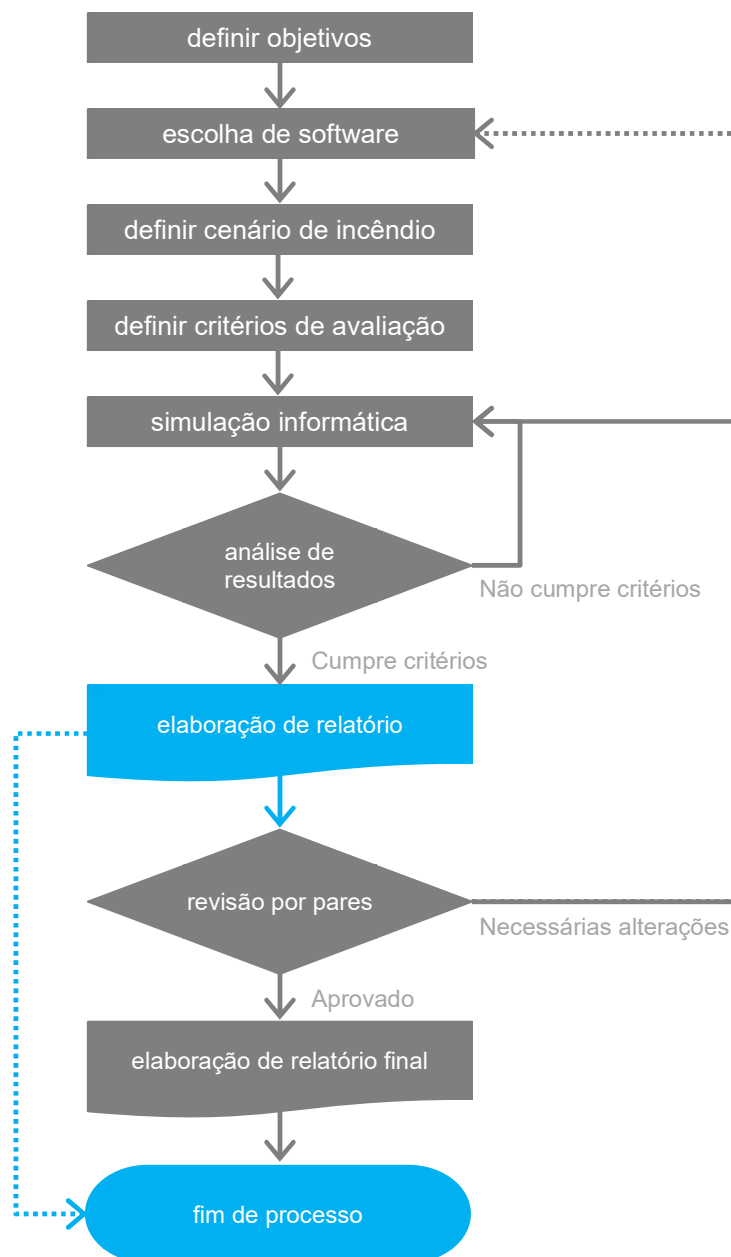 definir objetivos
escolha de software
definir cenário de incêndio
definir critérios de avaliação
simulação informática
análise de
resultados
Não cumpre critérios
Cumpre critérios
elaboração de relatório
revisão por pares
Necessárias alterações
Aprovado
elaboração de relatório final
fim de processo